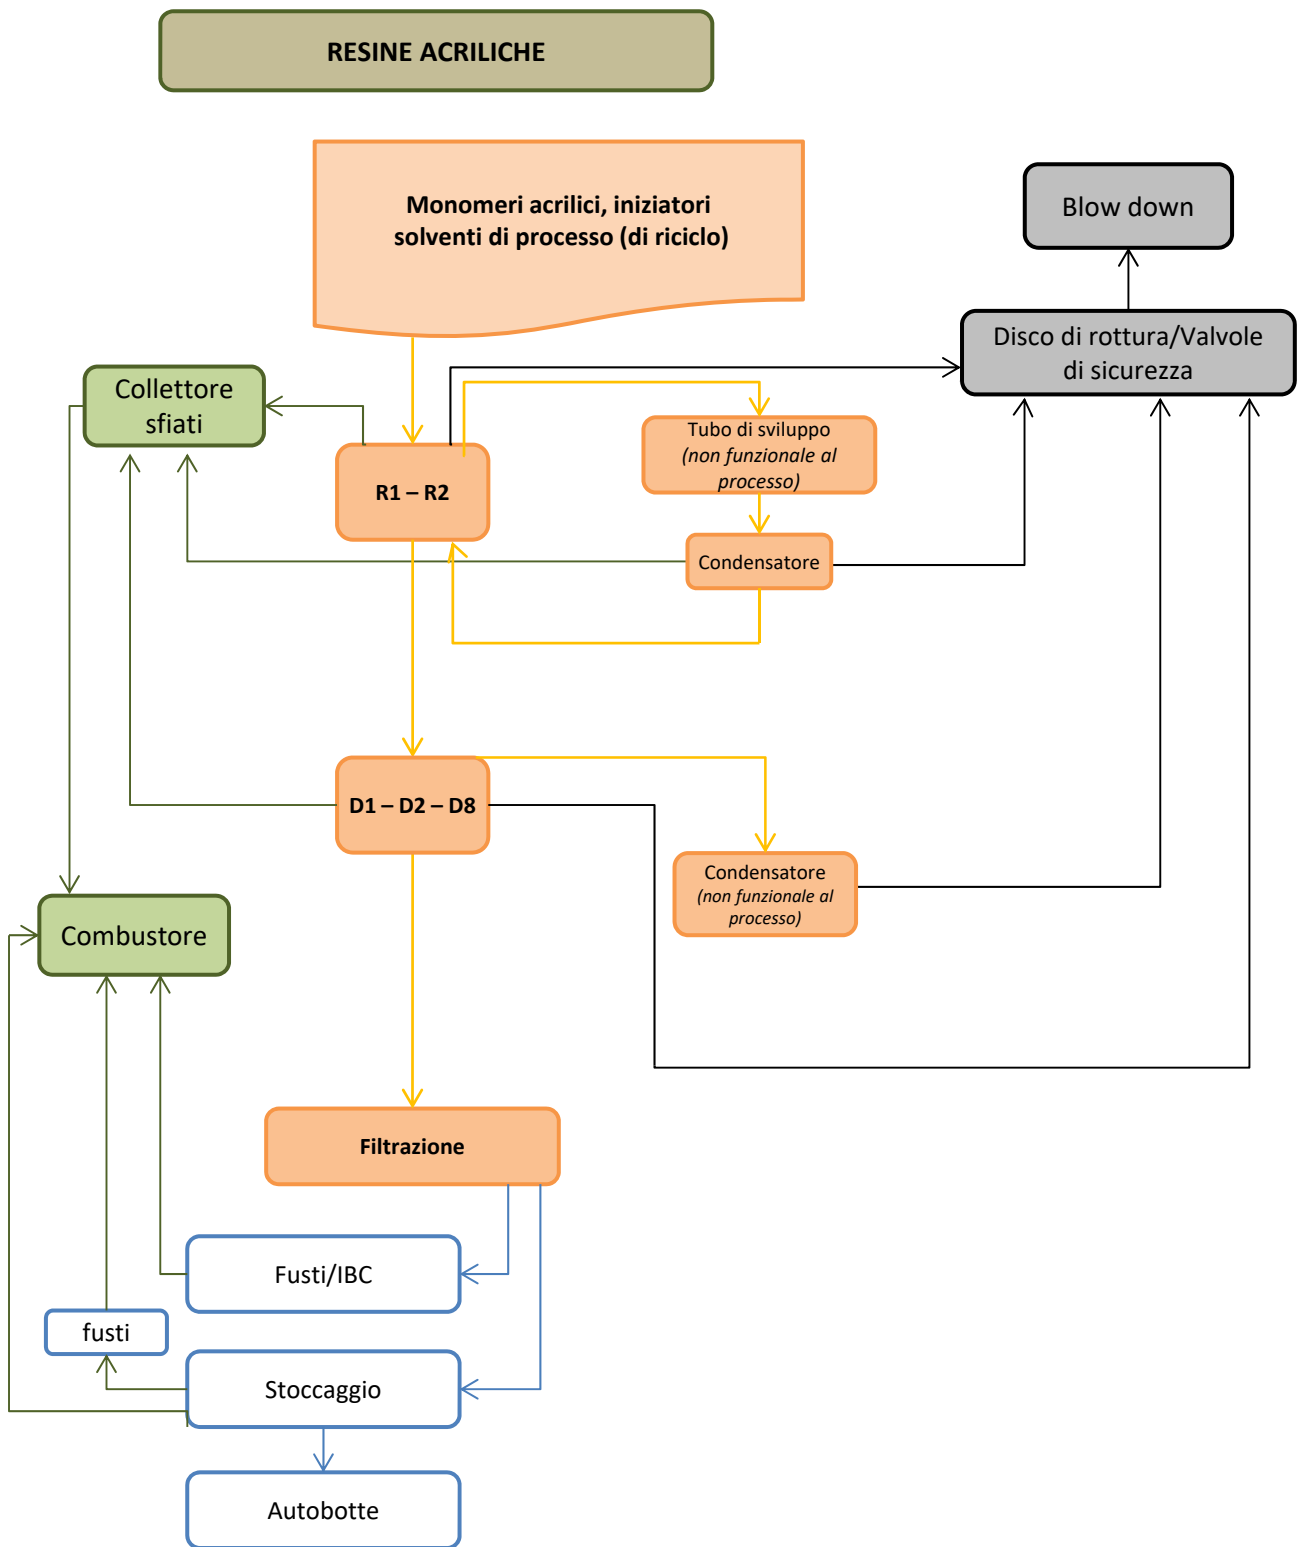 RESINE ACRILICHE
Monomeri acrilici, iniziatori
solventi di processo (di riciclo)
Blow down
Disco di rottura/Valvole
di sicurezza
Collettore
sfiati
Tubo di sviluppo
(non funzionale al
processo)
R1 – R2
Condensatore
D1 – D2 – D8
Condensatore
(non funzionale al
processo)
Combustore
Filtrazione
Fusti/IBC
fusti
Stoccaggio
Autobotte